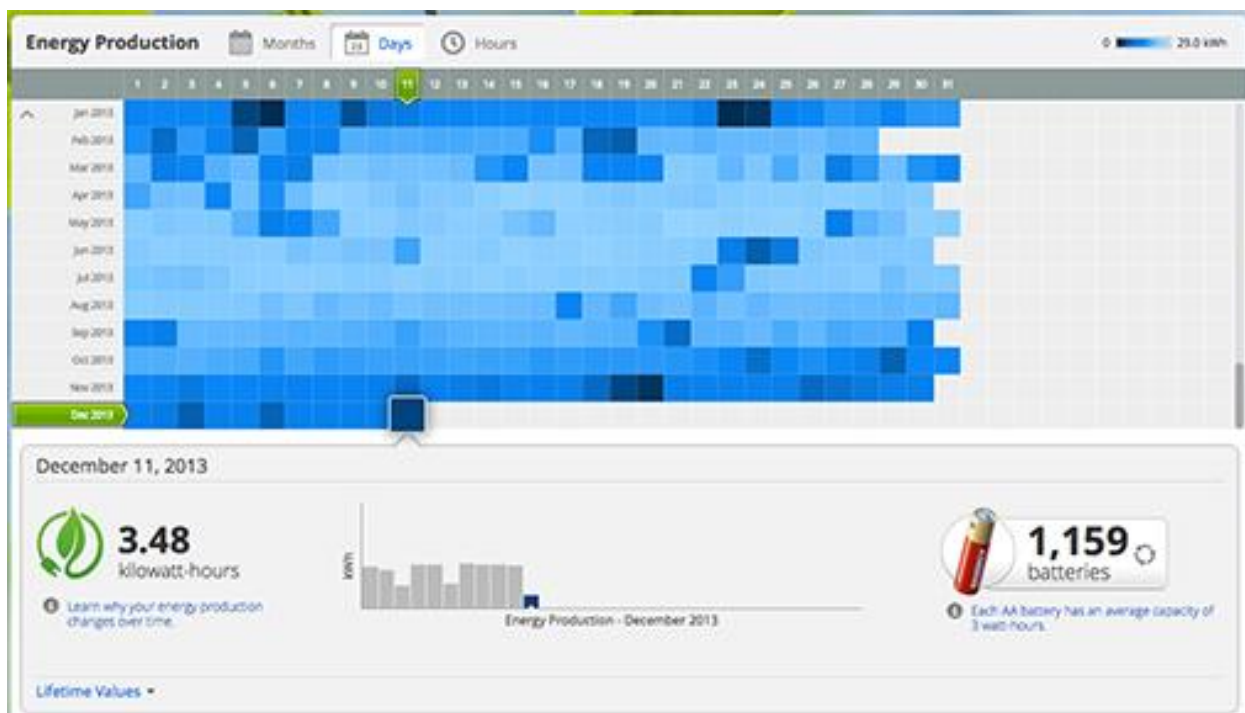 Energy Production Months Days Hours 0 29.0 kWh
1 2 3 4 5 6 7 8 9 10 11 12 13 14 15 16 17 18 19 20 21 22 23 24 25 26 27 28 29 30 31
Jan 2013
Feb 2013
Mar 2013
Apr 2013
May 2013
Jun 2013
Jul 2013
Aug 2013
Sep 2013
Oct 2013
Nov 2013
Dec 2013
December 11, 2013
3.48
kilowatt-hours
Learn why your energy production
changes over time.
kWh
Energy Production - December 2013
1,159
batteries
Each AA battery has an average capacity of
3 watt-hours.
Lifetime Values